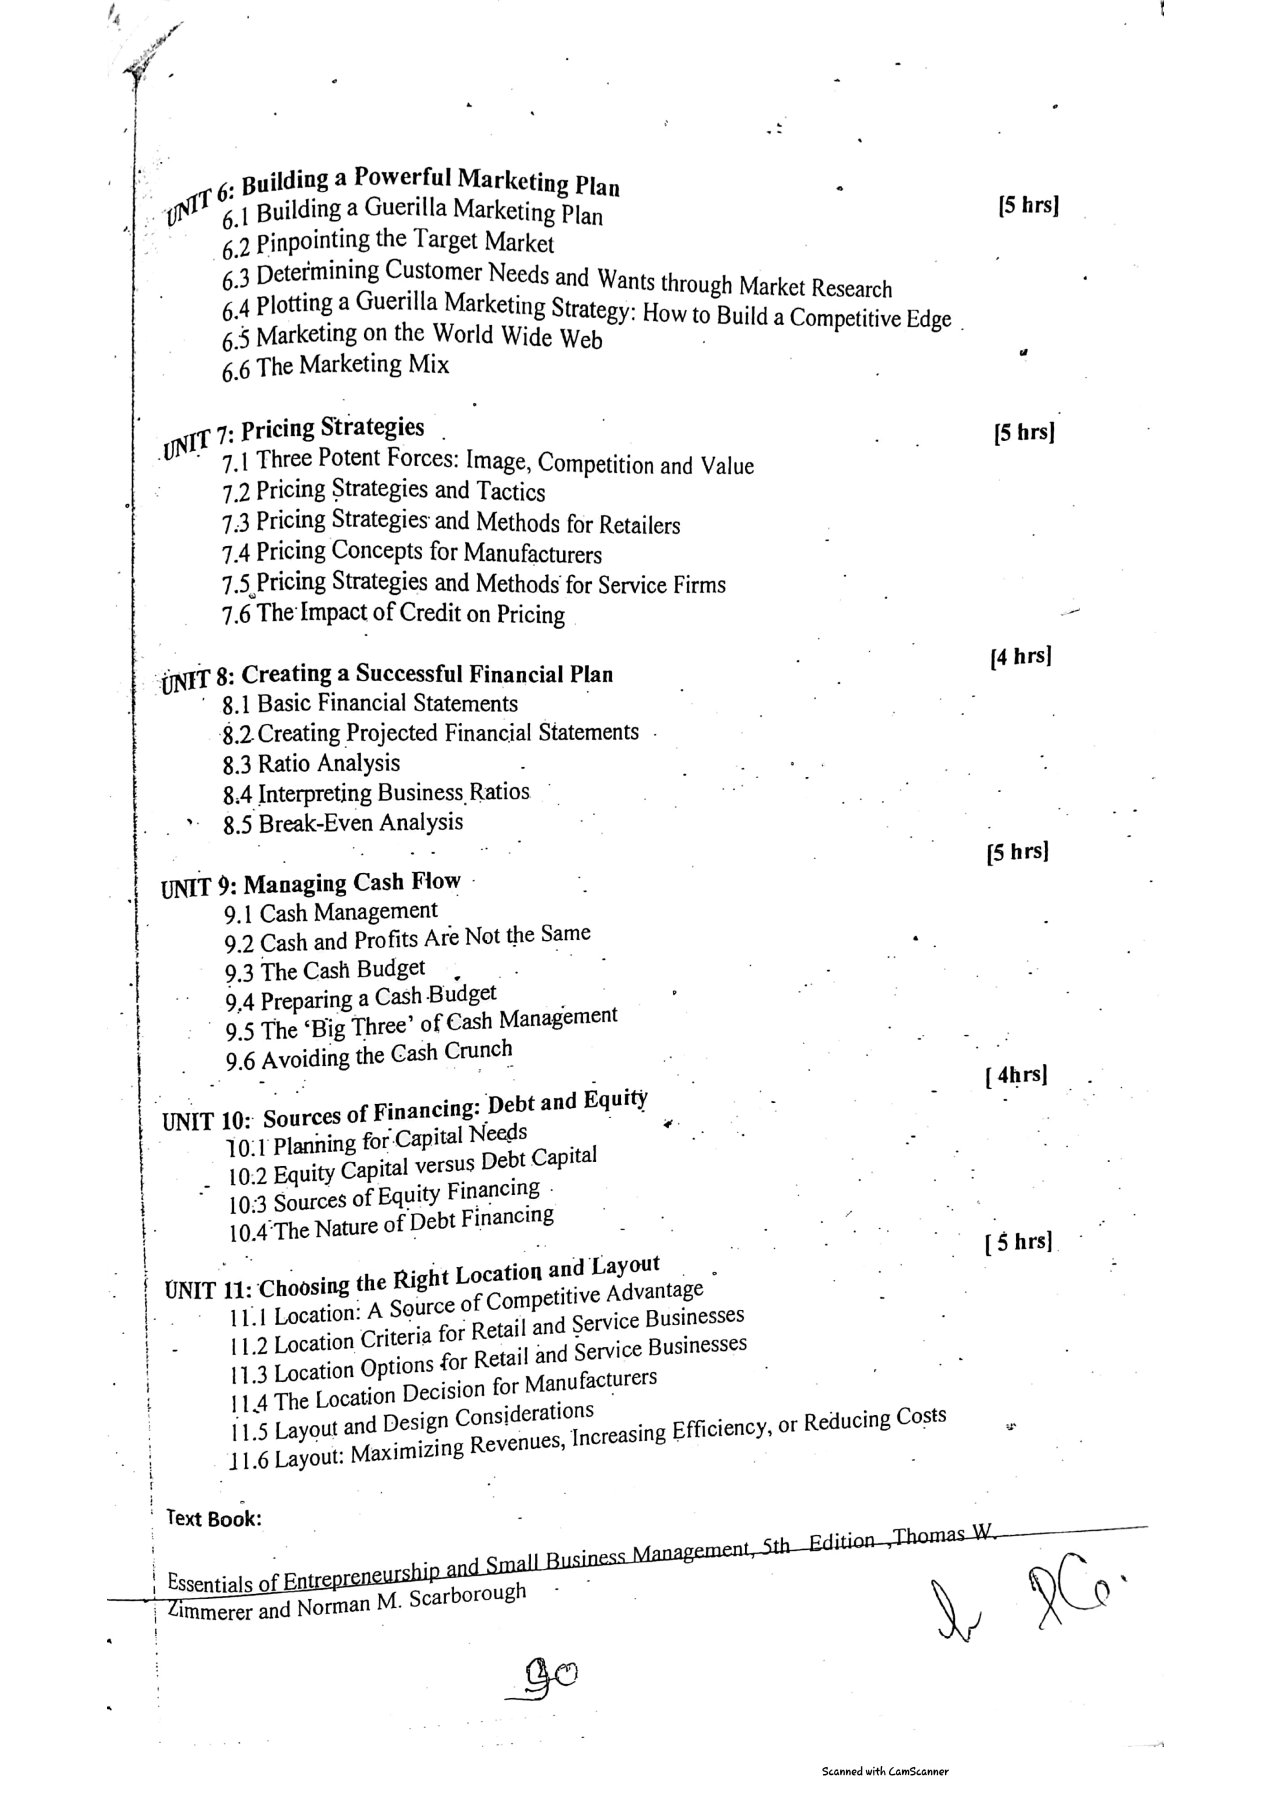 UNIT 6: Building a Powerful Marketing Plan [5 hrs]
6.1 Building a Guerilla Marketing Plan
6.2 Pinpointing the Target Market
6.3 Determining Customer Needs and Wants through Market Research
6.4 Plotting a Guerilla Marketing Strategy: How to Build a Competitive Edge
6.5 Marketing on the World Wide Web
6.6 The Marketing Mix
UNIT 7: Pricing Strategies [5 hrs]
7.1 Three Potent Forces: Image, Competition and Value
7.2 Pricing Strategies and Tactics
7.3 Pricing Strategies and Methods for Retailers
7.4 Pricing Concepts for Manufacturers
7.5 Pricing Strategies and Methods for Service Firms
7.6 The Impact of Credit on Pricing
UNIT 8: Creating a Successful Financial Plan [4 hrs]
8.1 Basic Financial Statements
8.2 Creating Projected Financial Statements
8.3 Ratio Analysis
8.4 Interpreting Business Ratios
8.5 Break-Even Analysis
UNIT 9: Managing Cash Flow [5 hrs]
9.1 Cash Management
9.2 Cash and Profits Are Not the Same
9.3 The Cash Budget
9.4 Preparing a Cash Budget
9.5 The ‘Big Three’ of Cash Management
9.6 Avoiding the Cash Crunch
UNIT 10: Sources of Financing: Debt and Equity [ 4hrs]
10.1 Planning for Capital Needs
10.2 Equity Capital versus Debt Capital
10.3 Sources of Equity Financing
10.4 The Nature of Debt Financing
UNIT 11: Choosing the Right Location and Layout [ 5 hrs]
11.1 Location: A Source of Competitive Advantage
11.2 Location Criteria for Retail and Service Businesses
11.3 Location Options for Retail and Service Businesses
11.4 The Location Decision for Manufacturers
11.5 Layout and Design Considerations
11.6 Layout: Maximizing Revenues, Increasing Efficiency, or Reducing Costs
Text Book:
Essentials of Entrepreneurship and Small Business Management, 5th Edition ,Thomas W.
Zimmerer and Norman M. Scarborough
Scanned with CamScanner